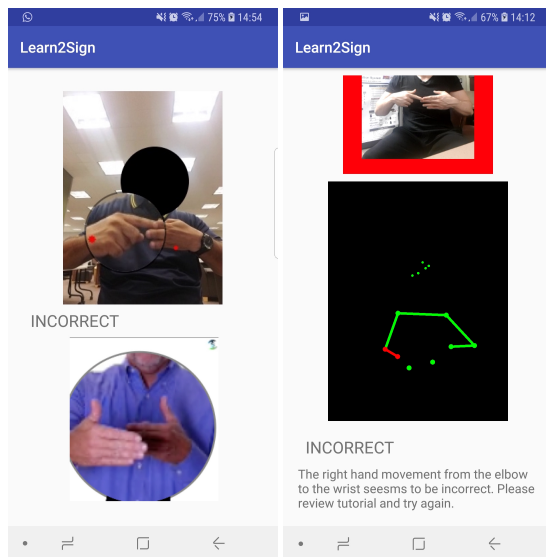 75% 14:54
Learn2Sign
INCORRECT
67% 14:12
Learn2Sign
INCORRECT
The right hand movement from the elbow
to the wrist seesms to be incorrect. Please
review tutorial and try again.